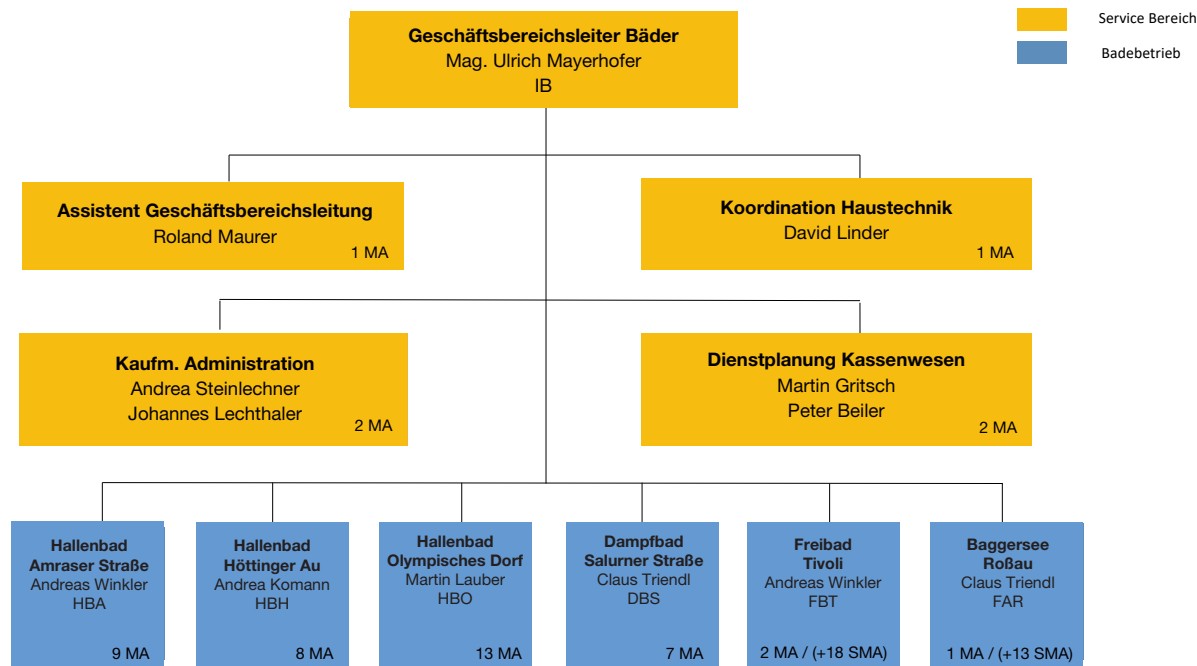 Geschäftsbereichsleiter Bäder
Mag. Ulrich Mayerhofer
IB
Service Bereich
Badebetrieb
Assistent Geschäftsbereichsleitung
Roland Maurer
1 MA
Koordination Haustechnik
David Linder
1 MA
Kaufm. Administration
Andrea Steinlechner
Johannes Lechthaler
2 MA
Dienstplanung Kassenwesen
Martin Gritsch
Peter Beiler
2 MA
Hallenbad
Amraser Straße
Andreas Winkler
HBA
9 MA
Hallenbad
Höttinger Au
Andrea Komann
HBH
8 MA
Hallenbad
Olympisches Dorf
Martin Lauber
HBO
13 MA
Dampfbad
Salurner Straße
Claus Triendl
DBS
7 MA
Freibad
Tivoli
Andreas Winkler
FBT
2 MA / (+18 SMA)
Baggersee
Roßau
Claus Triendl
FAR
1 MA / (+13 SMA)